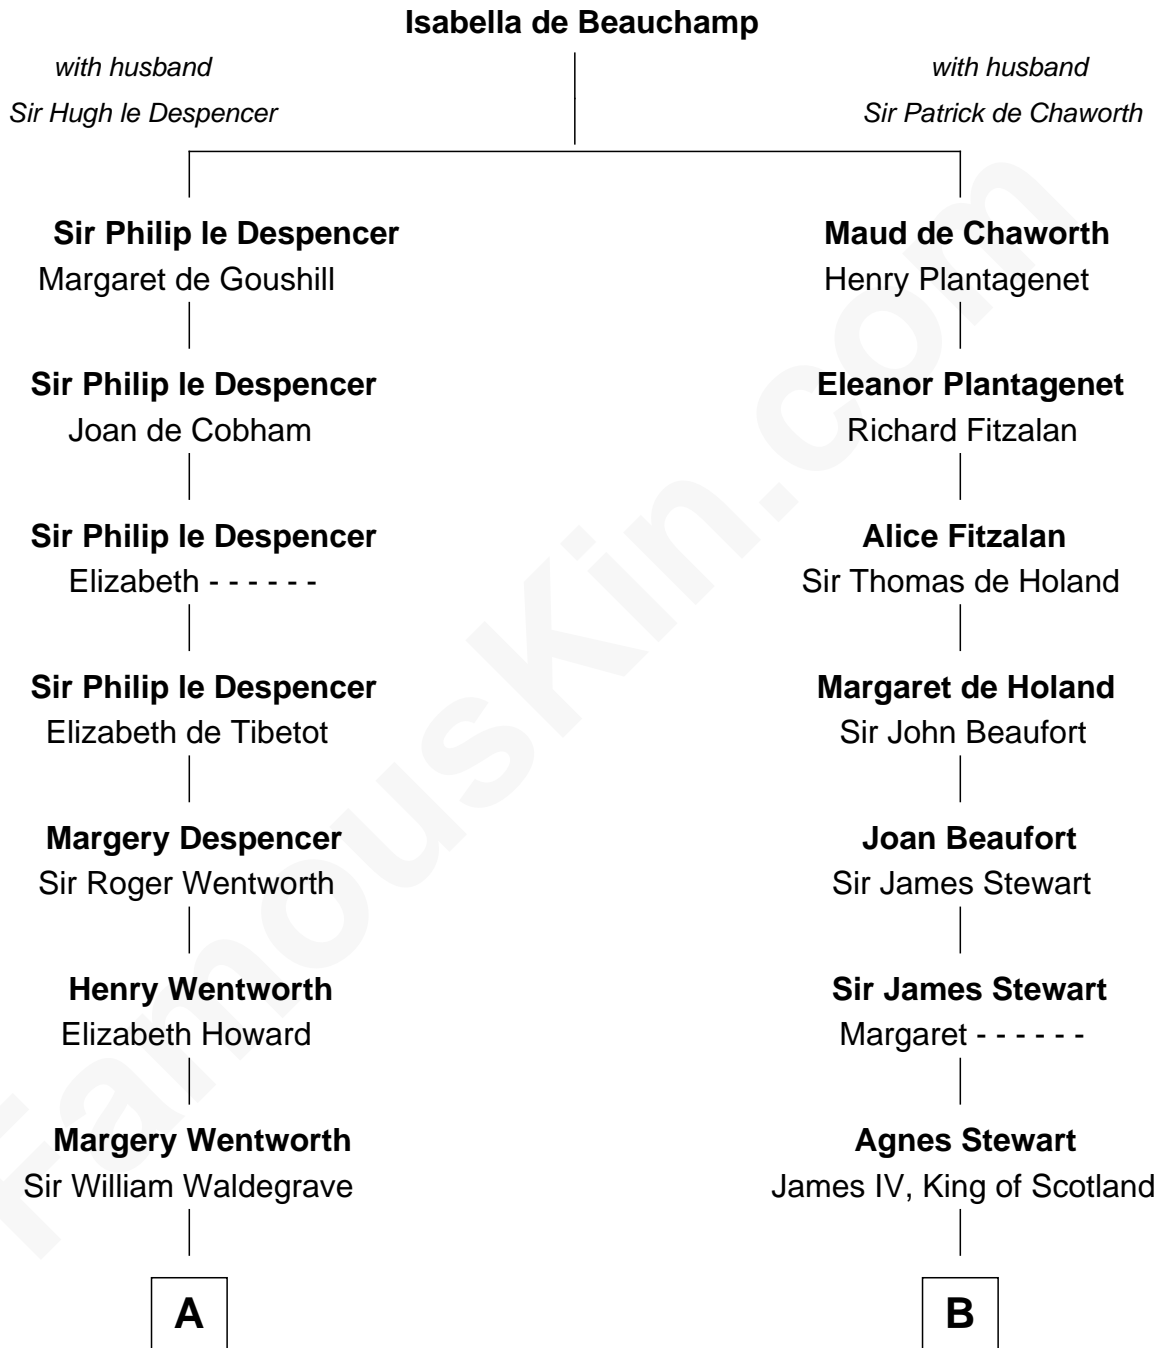 Isabella de Beauchamp
with husband
Sir Hugh le Despencer
with husband
Sir Patrick de Chaworth
Sir Philip le Despencer
Margaret de Goushill
Maud de Chaworth
Henry Plantagenet
Sir Philip le Despencer
Joan de Cobham
Eleanor Plantagenet
Richard Fitzalan
Sir Philip le Despencer
Elizabeth - - - - - -
Alice Fitzalan
Sir Thomas de Holand
Sir Philip le Despencer
Elizabeth de Tibetot
Margaret de Holand
Sir John Beaufort
Margery Despencer
Sir Roger Wentworth
Joan Beaufort
Sir James Stewart
Henry Wentworth
Elizabeth Howard
Sir James Stewart
Margaret - - - - - -
Margery Wentworth
Sir William Waldegrave
Agnes Stewart
James IV, King of Scotland
A
B
FamousKin.com